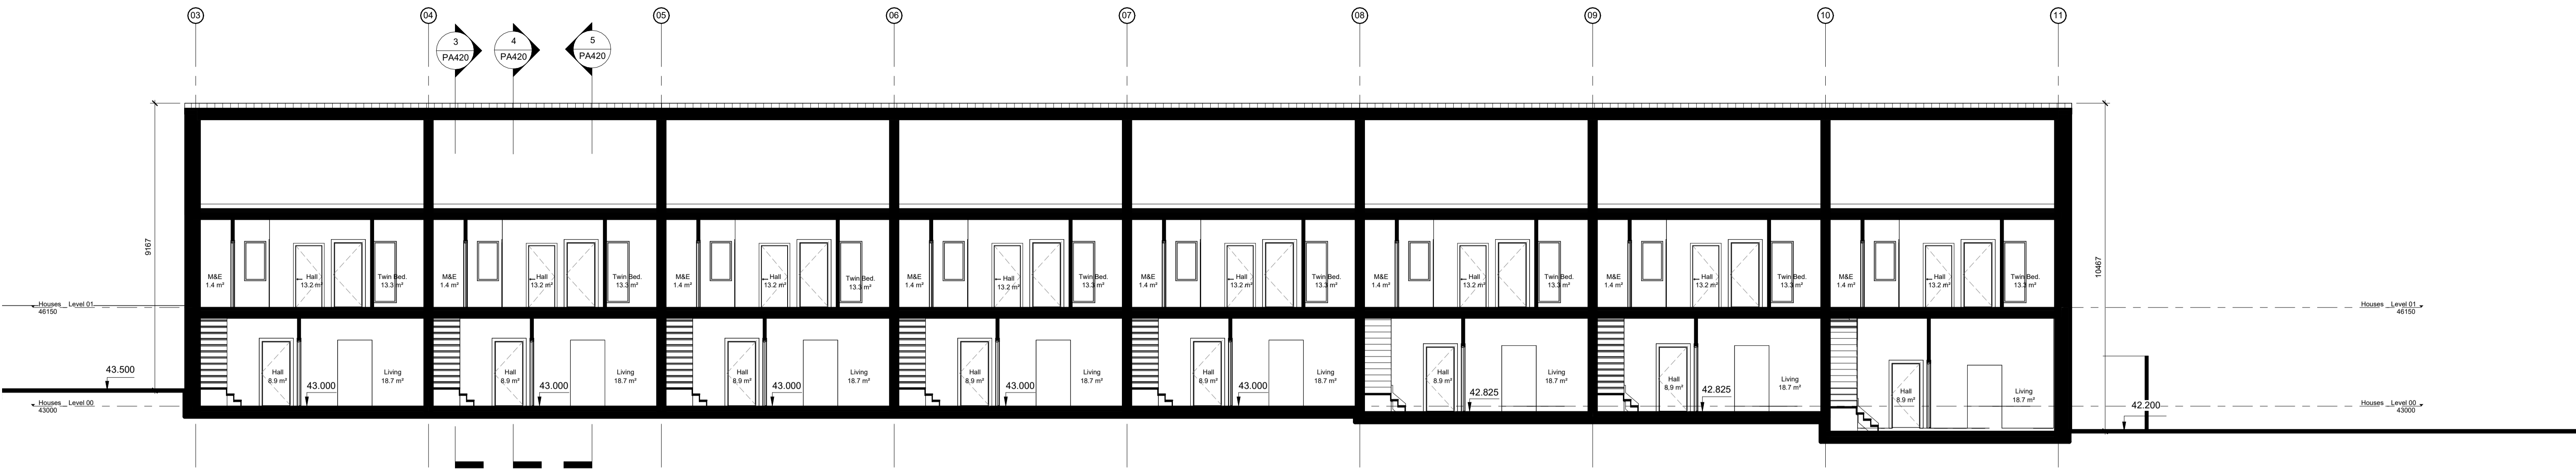 03 04 05 06 07 08 09 10 11
3 4 5
PA420 PA420 PA420
9167
10467
M&E Hall Twin Bed. M&E Hall Twin Bed. M&E Hall Twin Bed. M&E Hall Twin Bed. M&E Hall Twin Bed. M&E Hall Twin Bed. M&E Hall Twin Bed. M&E Hall Twin Bed.
1.4 m² 13.2 m² 13.3 m² 1.4 m² 13.2 m² 13.3 m² 1.4 m² 13.2 m² 13.3 m² 1.4 m² 13.2 m² 13.3 m² 1.4 m² 13.2 m² 13.3 m² 1.4 m² 13.2 m² 13.3 m² 1.4 m² 13.2 m² 13.3 m² 1.4 m² 13.2 m² 13.3 m²
Houses _ Level 01 Houses _ Level 01
46150 46150
43.500
Hall Living Hall Living Hall Living Hall Living Hall Living Hall Living Hall Living Hall Living
8.9 m² 18.7 m² 8.9 m² 18.7 m² 8.9 m² 18.7 m² 8.9 m² 18.7 m² 8.9 m² 18.7 m² 8.9 m² 18.7 m² 8.9 m² 18.7 m² 8.9 m² 18.7 m²
43.000 43.000 43.000 43.000 43.000 42.825 42.825
42.200
Houses _ Level 00 Houses _ Level 00
43000 43000